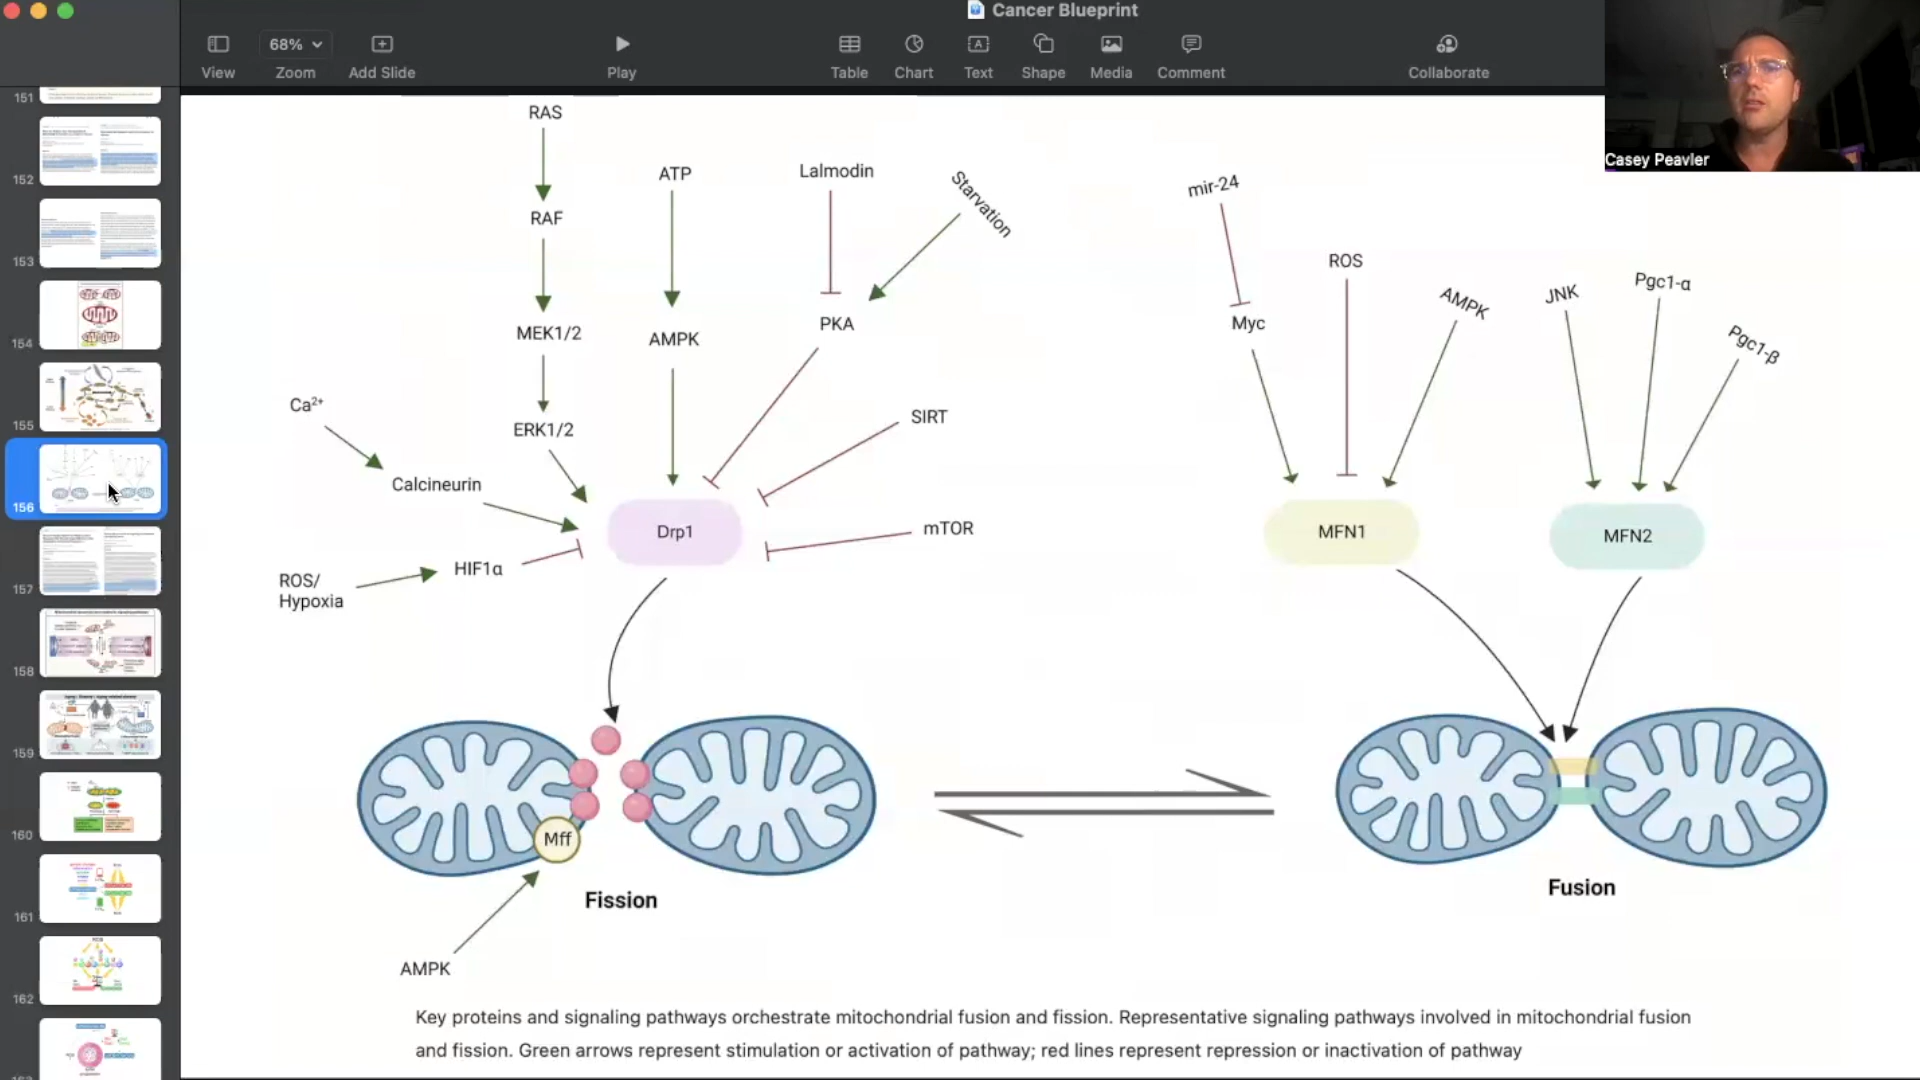 Cancer Blueprint
68%
View
Zoom
Add Slide
Play
Table
Chart
Text
Shape
Media
Comment
Collaborate
Casey Peavler
151
152
153
154
155
156
157
158
159
160
161
162
RAS
RAF
MEK1/2
ERK1/2
ATP
AMPK
Lalmodin
Starvation
PKA
Ca²⁺
Calcineurin
SIRT
mTOR
ROS/
Hypoxia
HIF1α
Drp1
Mff
AMPK
Fission
mir-24
Myc
ROS
AMPK
JNK
Pgc1-α
Pgc1-β
MFN1
MFN2
Fusion
Key proteins and signaling pathways orchestrate mitochondrial fusion and fission. Representative signaling pathways involved in mitochondrial fusion
and fission. Green arrows represent stimulation or activation of pathway; red lines represent repression or inactivation of pathway